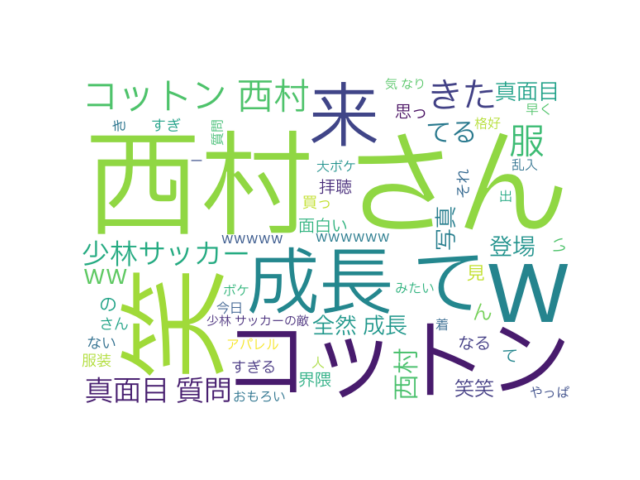 気 なり
コットン 西村
来
きた
真面目
思っ
早く
格好
を
すぎ
質問
てる
服
西村 さん
一
大ボケ
拝聴
それ
乱入
買っ
出
面白い
写真
wwwww
wwwwww
登場
少林サッカー
成長 て
w
ww
笑
見
の
ボケ
みたい
今日
ん
さん
少林 サッカーの敵
全然 成長
着
ない
アパレル
コットン
なる
て
服装
すぎる
人
界隈
西村
真面目 質問
おもろい
笑笑
やっぱ